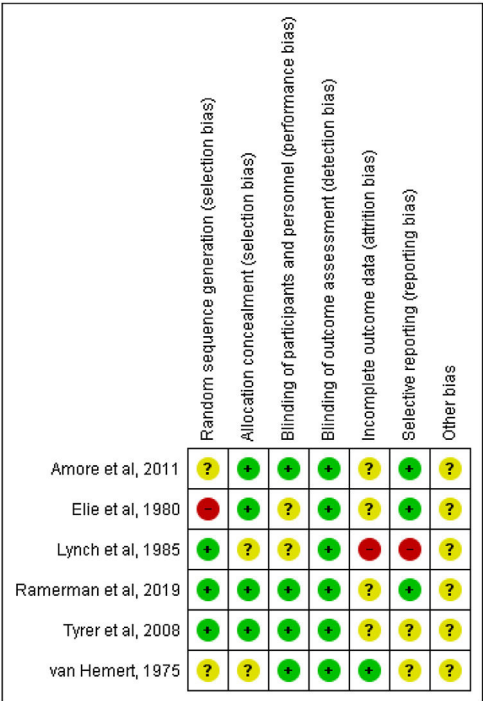 Random sequence generation (selection bias)
Allocation concealment (selection bias)
Blinding of participants and personnel (performance bias)
Blinding of outcome assessment (detection bias)
Incomplete outcome data (attrition bias)
Selective reporting (reporting bias)
Other bias
Amore et al, 2011 ? + + + ? + ?
Elie et al, 1980 - + ? + ? + ?
Lynch et al, 1985 + ? ? + - - ?
Ramerman et al, 2019 + + + + ? + ?
Tyrer et al, 2008 + + + + ? ? ?
van Hemert, 1975 ? ? + + + ? ?